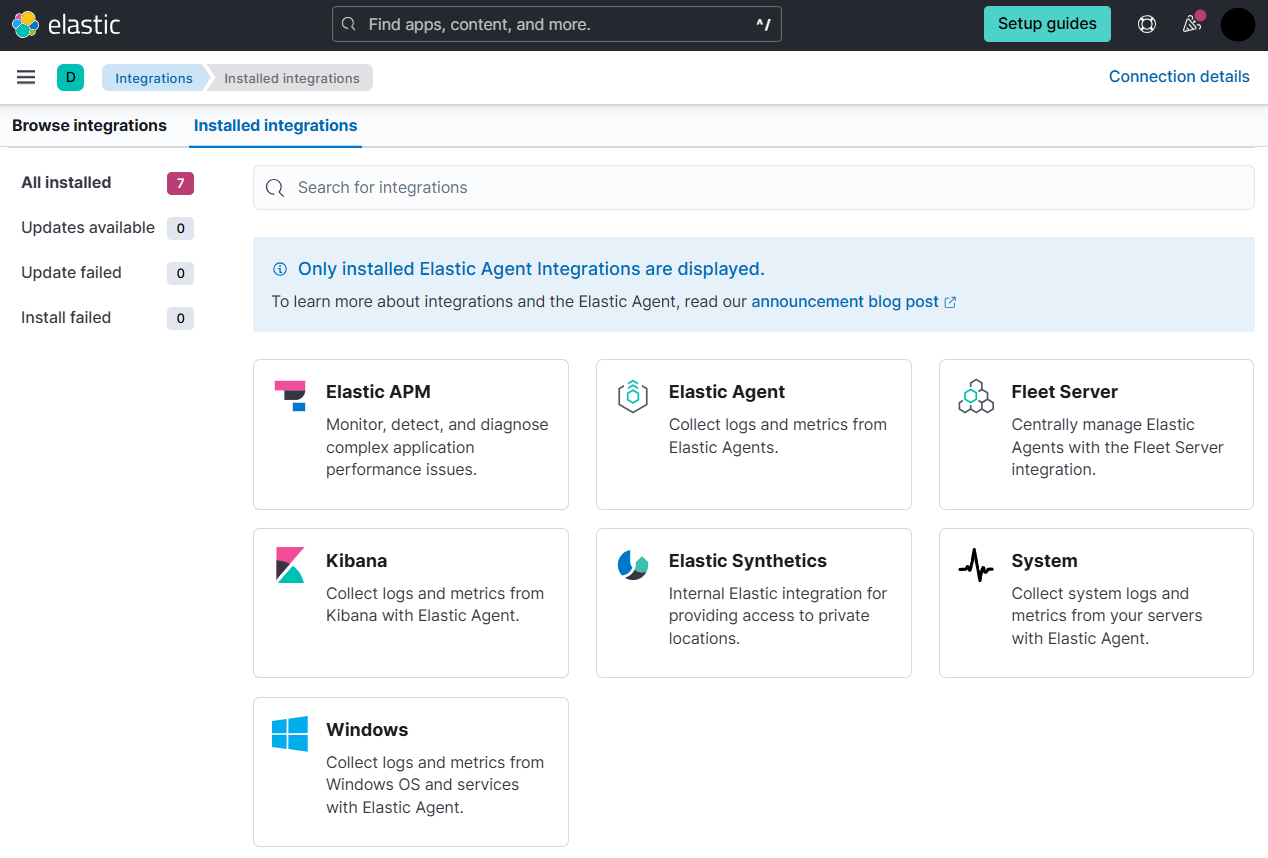 elastic
Find apps, content, and more.
^/
Setup guides
D
Integrations
Installed integrations
Connection details
Browse integrations
Installed integrations
All installed 7
Updates available 0
Update failed 0
Install failed 0
Search for integrations
Only installed Elastic Agent Integrations are displayed.
To learn more about integrations and the Elastic Agent, read our announcement blog post
Elastic APM
Monitor, detect, and diagnose
complex application
performance issues.
Elastic Agent
Collect logs and metrics from
Elastic Agents.
Fleet Server
Centrally manage Elastic
Agents with the Fleet Server
integration.
Kibana
Collect logs and metrics from
Kibana with Elastic Agent.
Elastic Synthetics
Internal Elastic integration for
providing access to private
locations.
System
Collect system logs and
metrics from your servers
with Elastic Agent.
Windows
Collect logs and metrics from
Windows OS and services
with Elastic Agent.